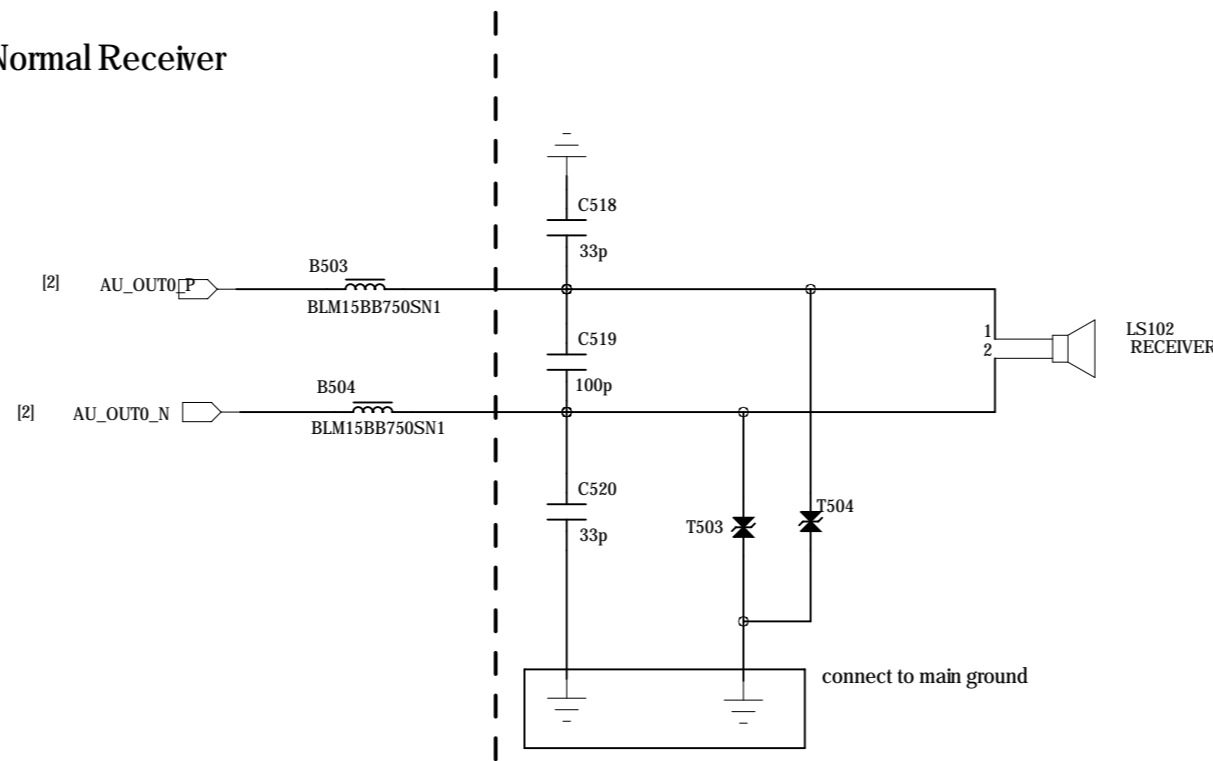 Normal Receiver
C518
33p
B503
[2] AU_OUT0_P
BLM15BB750SN1
C519
100p
1
2
LS102
RECEIVER
B504
[2] AU_OUT0_N
BLM15BB750SN1
C520
33p
T503
T504
connect to main ground